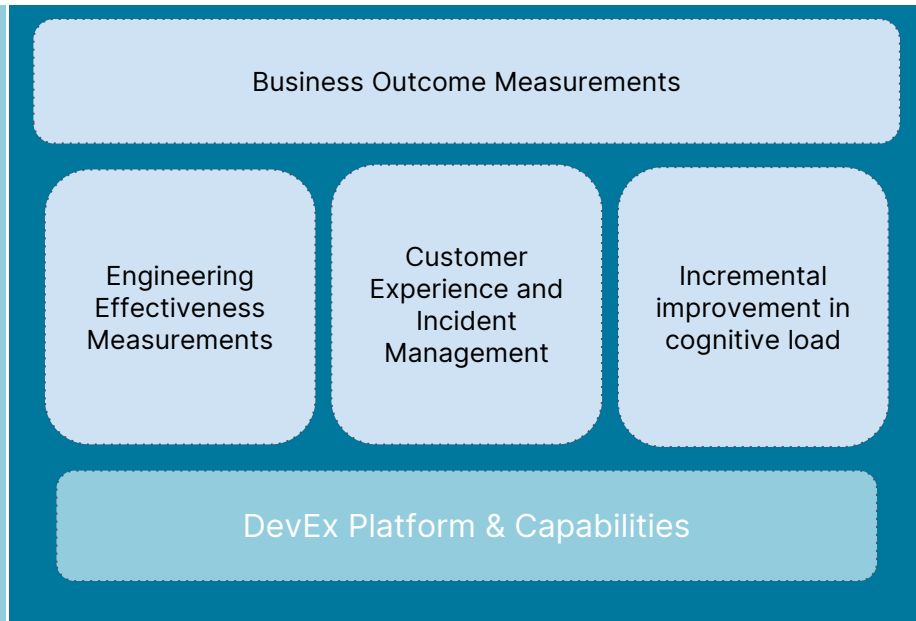 Business Outcome Measurements
Engineering
Effectiveness
Measurements
Customer
Experience and
Incident
Management
Incremental
improvement in
cognitive load
DevEx Platform & Capabilities